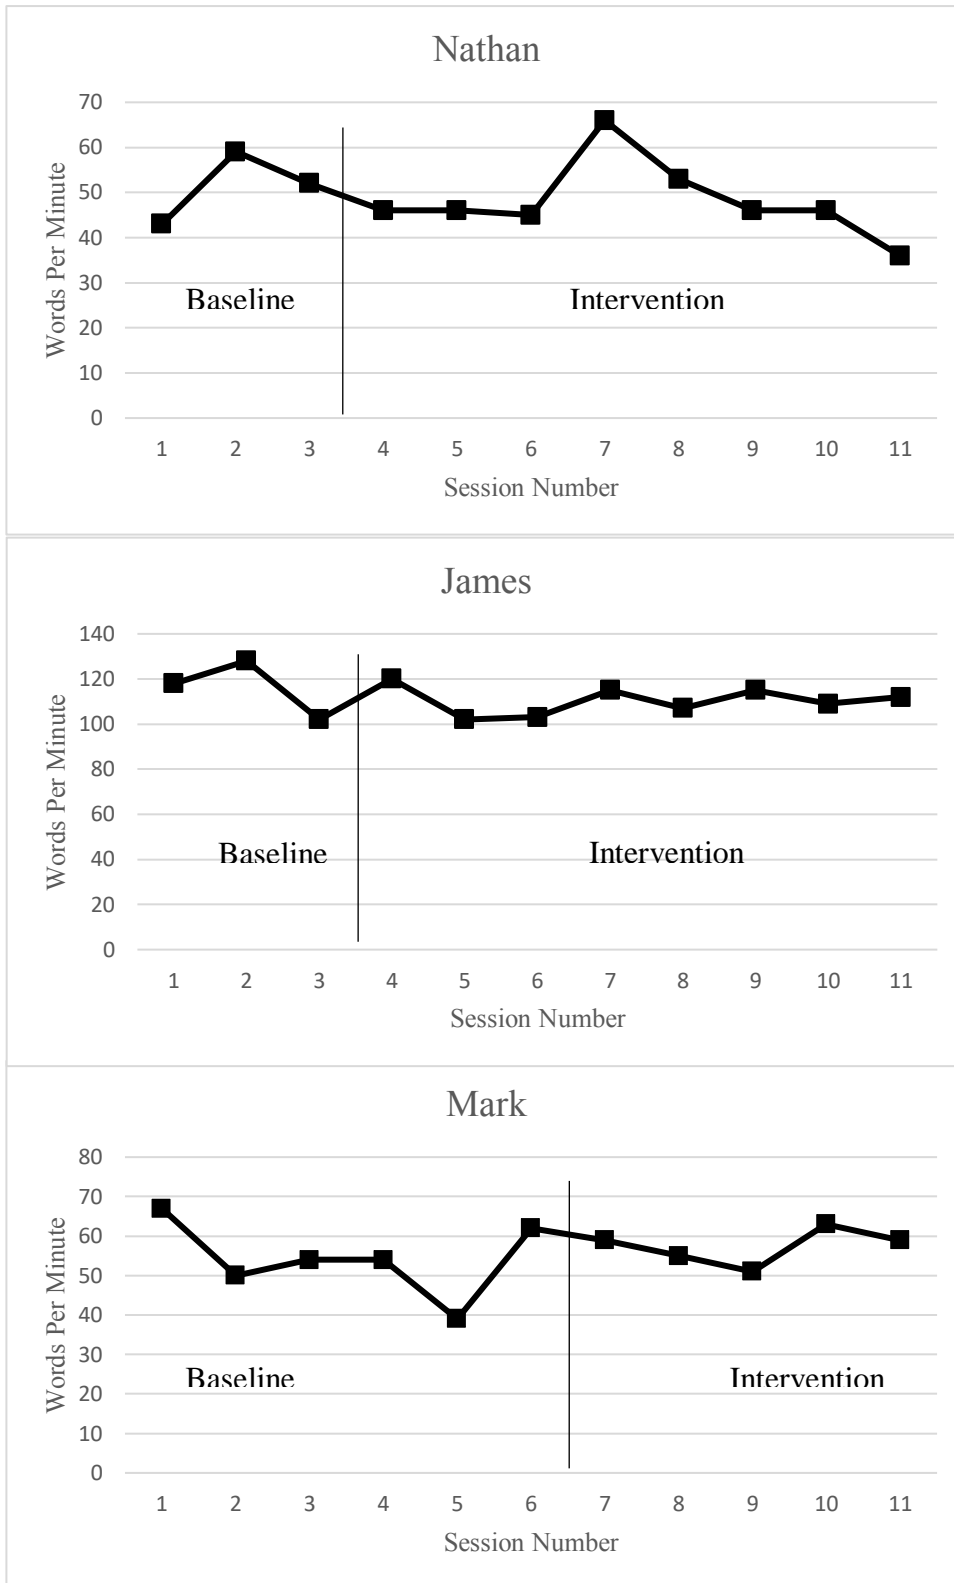 Nathan
70
60
50
40
30
20
10
0
Words Per Minute
Baseline
Intervention
1 2 3 4 5 6 7 8 9 10 11
Session Number
James
140
120
100
80
60
40
20
0
Words Per Minute
Baseline
Intervention
1 2 3 4 5 6 7 8 9 10 11
Session Number
Mark
80
70
60
50
40
30
20
10
0
Words Per Minute
Baseline
Intervention
1 2 3 4 5 6 7 8 9 10 11
Session Number